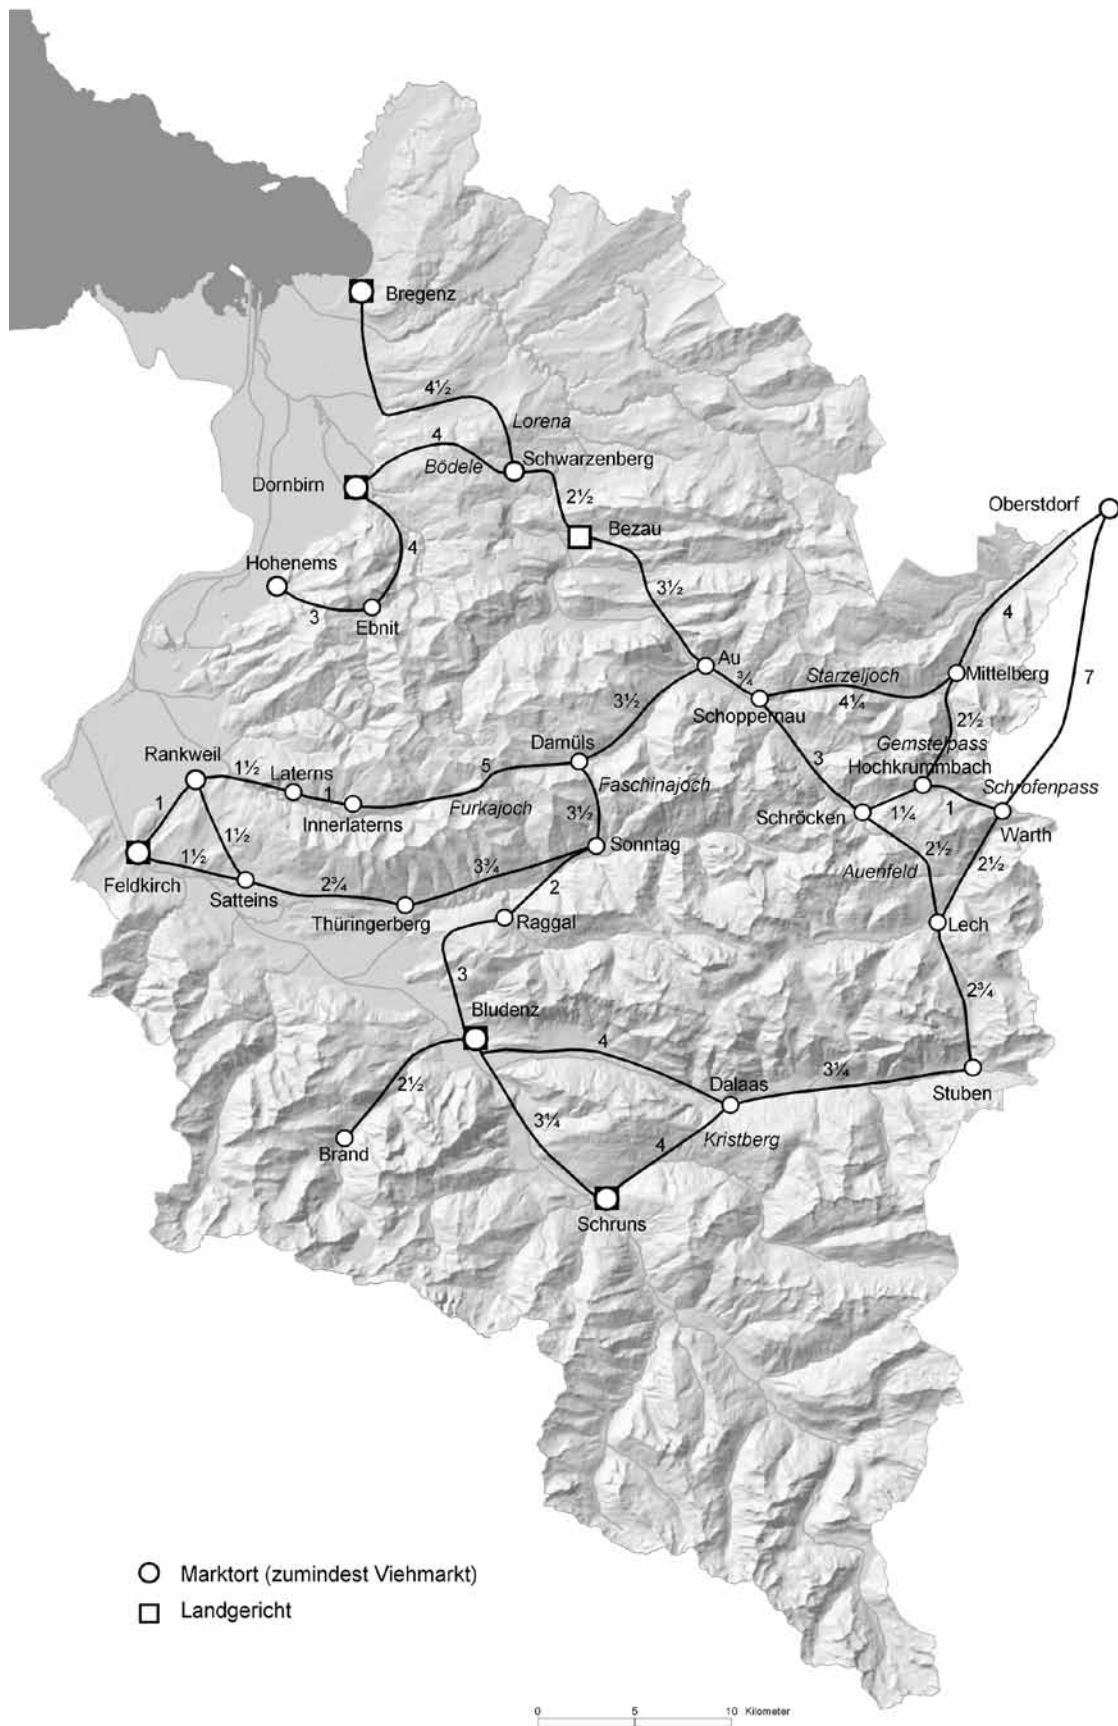 Bregenz
4½
Lorena
4
Bödele
Schwarzenberg
Dornbirn
2½
Oberstdorf
Bezau
4
Hohenems
3½
3
Ebnit
4
Au
¾
Starzeljoch
Mittelberg
7
3½
4¼
Schoppernau
2½
Damüls
Gemstelpass
Rankweil
1½
Laterns
5
3
Hochkrummbach
Faschinajoch
Schrofenpass
1
Furkajoch
1
Innerlaterns
3½
Schröcken
1¼
1
Warth
1½
Sonntag
2½
2½
1½
3¾
Feldkirch
Auenfeld
Satteins
2¾
2
Thüringerberg
Raggal
Lech
3
2¾
Bludenz
4
3¼
Dalaas
Stuben
2½
3¼
4
Kristberg
Brand
Schruns
Marktort (zumindest Viehmarkt)
Landgericht
0 5 10 Kilometer